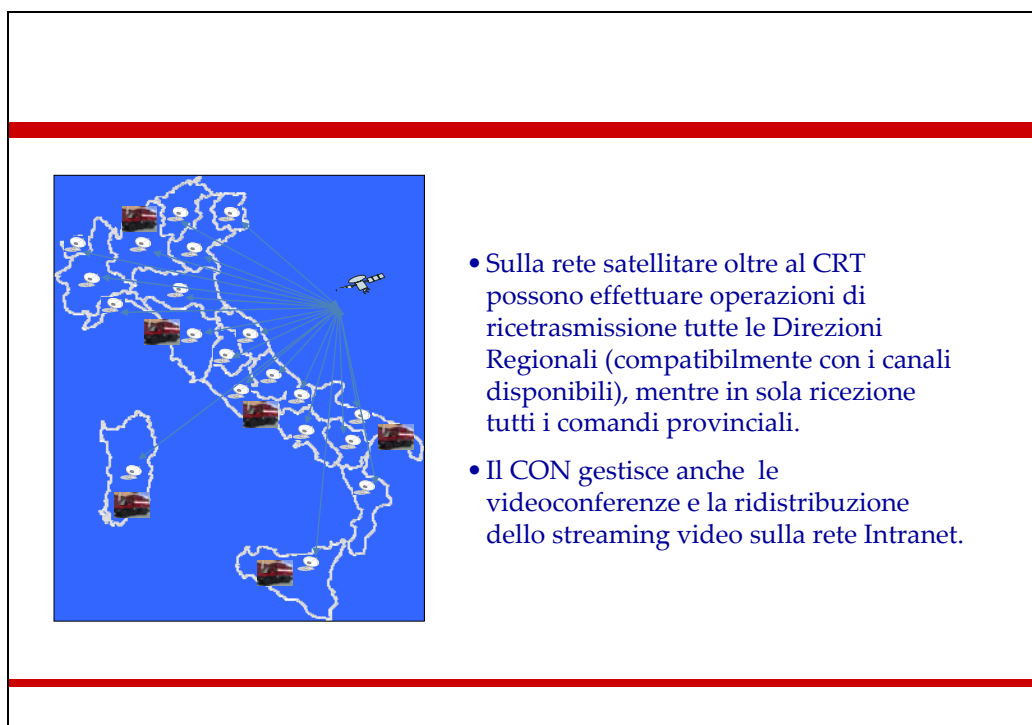 • Sulla rete satellitare oltre al CRT
possono effettuare operazioni di
ricetrasmissione tutte le Direzioni
Regionali (compatibilmente con i canali
disponibili), mentre in sola ricezione
tutti i comandi provinciali.
• Il CON gestisce anche  le
videoconferenze e la ridistribuzione
dello streaming video sulla rete Intranet.